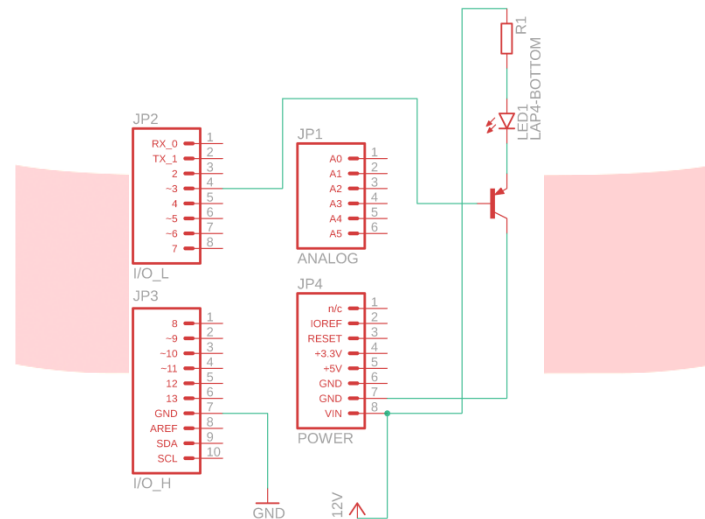 R1
LED1
LAP4-BOTTOM
JP2
RX_0 1
TX_1 2
2 3
~3 4
4 5
~5 6
~6 7
7 8
I/O_L
JP1
A0 1
A1 2
A2 3
A3 4
A4 5
A5 6
ANALOG
JP3
8 1
~9 2
~10 3
~11 4
12 5
13 6
GND 7
AREF 8
SDA 9
SCL 10
I/O_H
JP4
n/c 1
IOREF 2
RESET 3
+3.3V 4
+5V 5
GND 6
GND 7
VIN 8
POWER
GND
12V